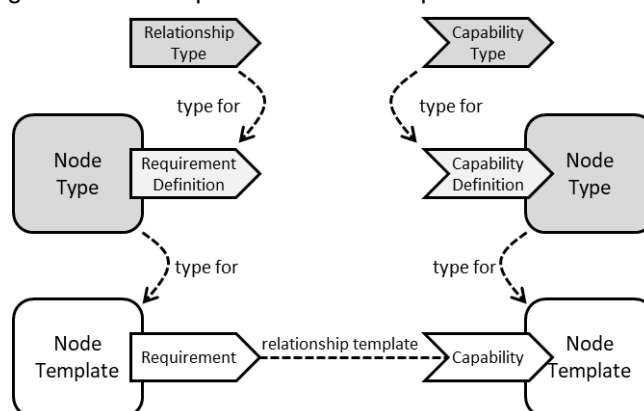 Relationship
Type
Capability
Type
type for
type for
Node
Type
Requirement
Definition
Capability
Definition
Node
Type
type for
type for
Node
Template
Requirement
relationship template
Capability
Node
Template